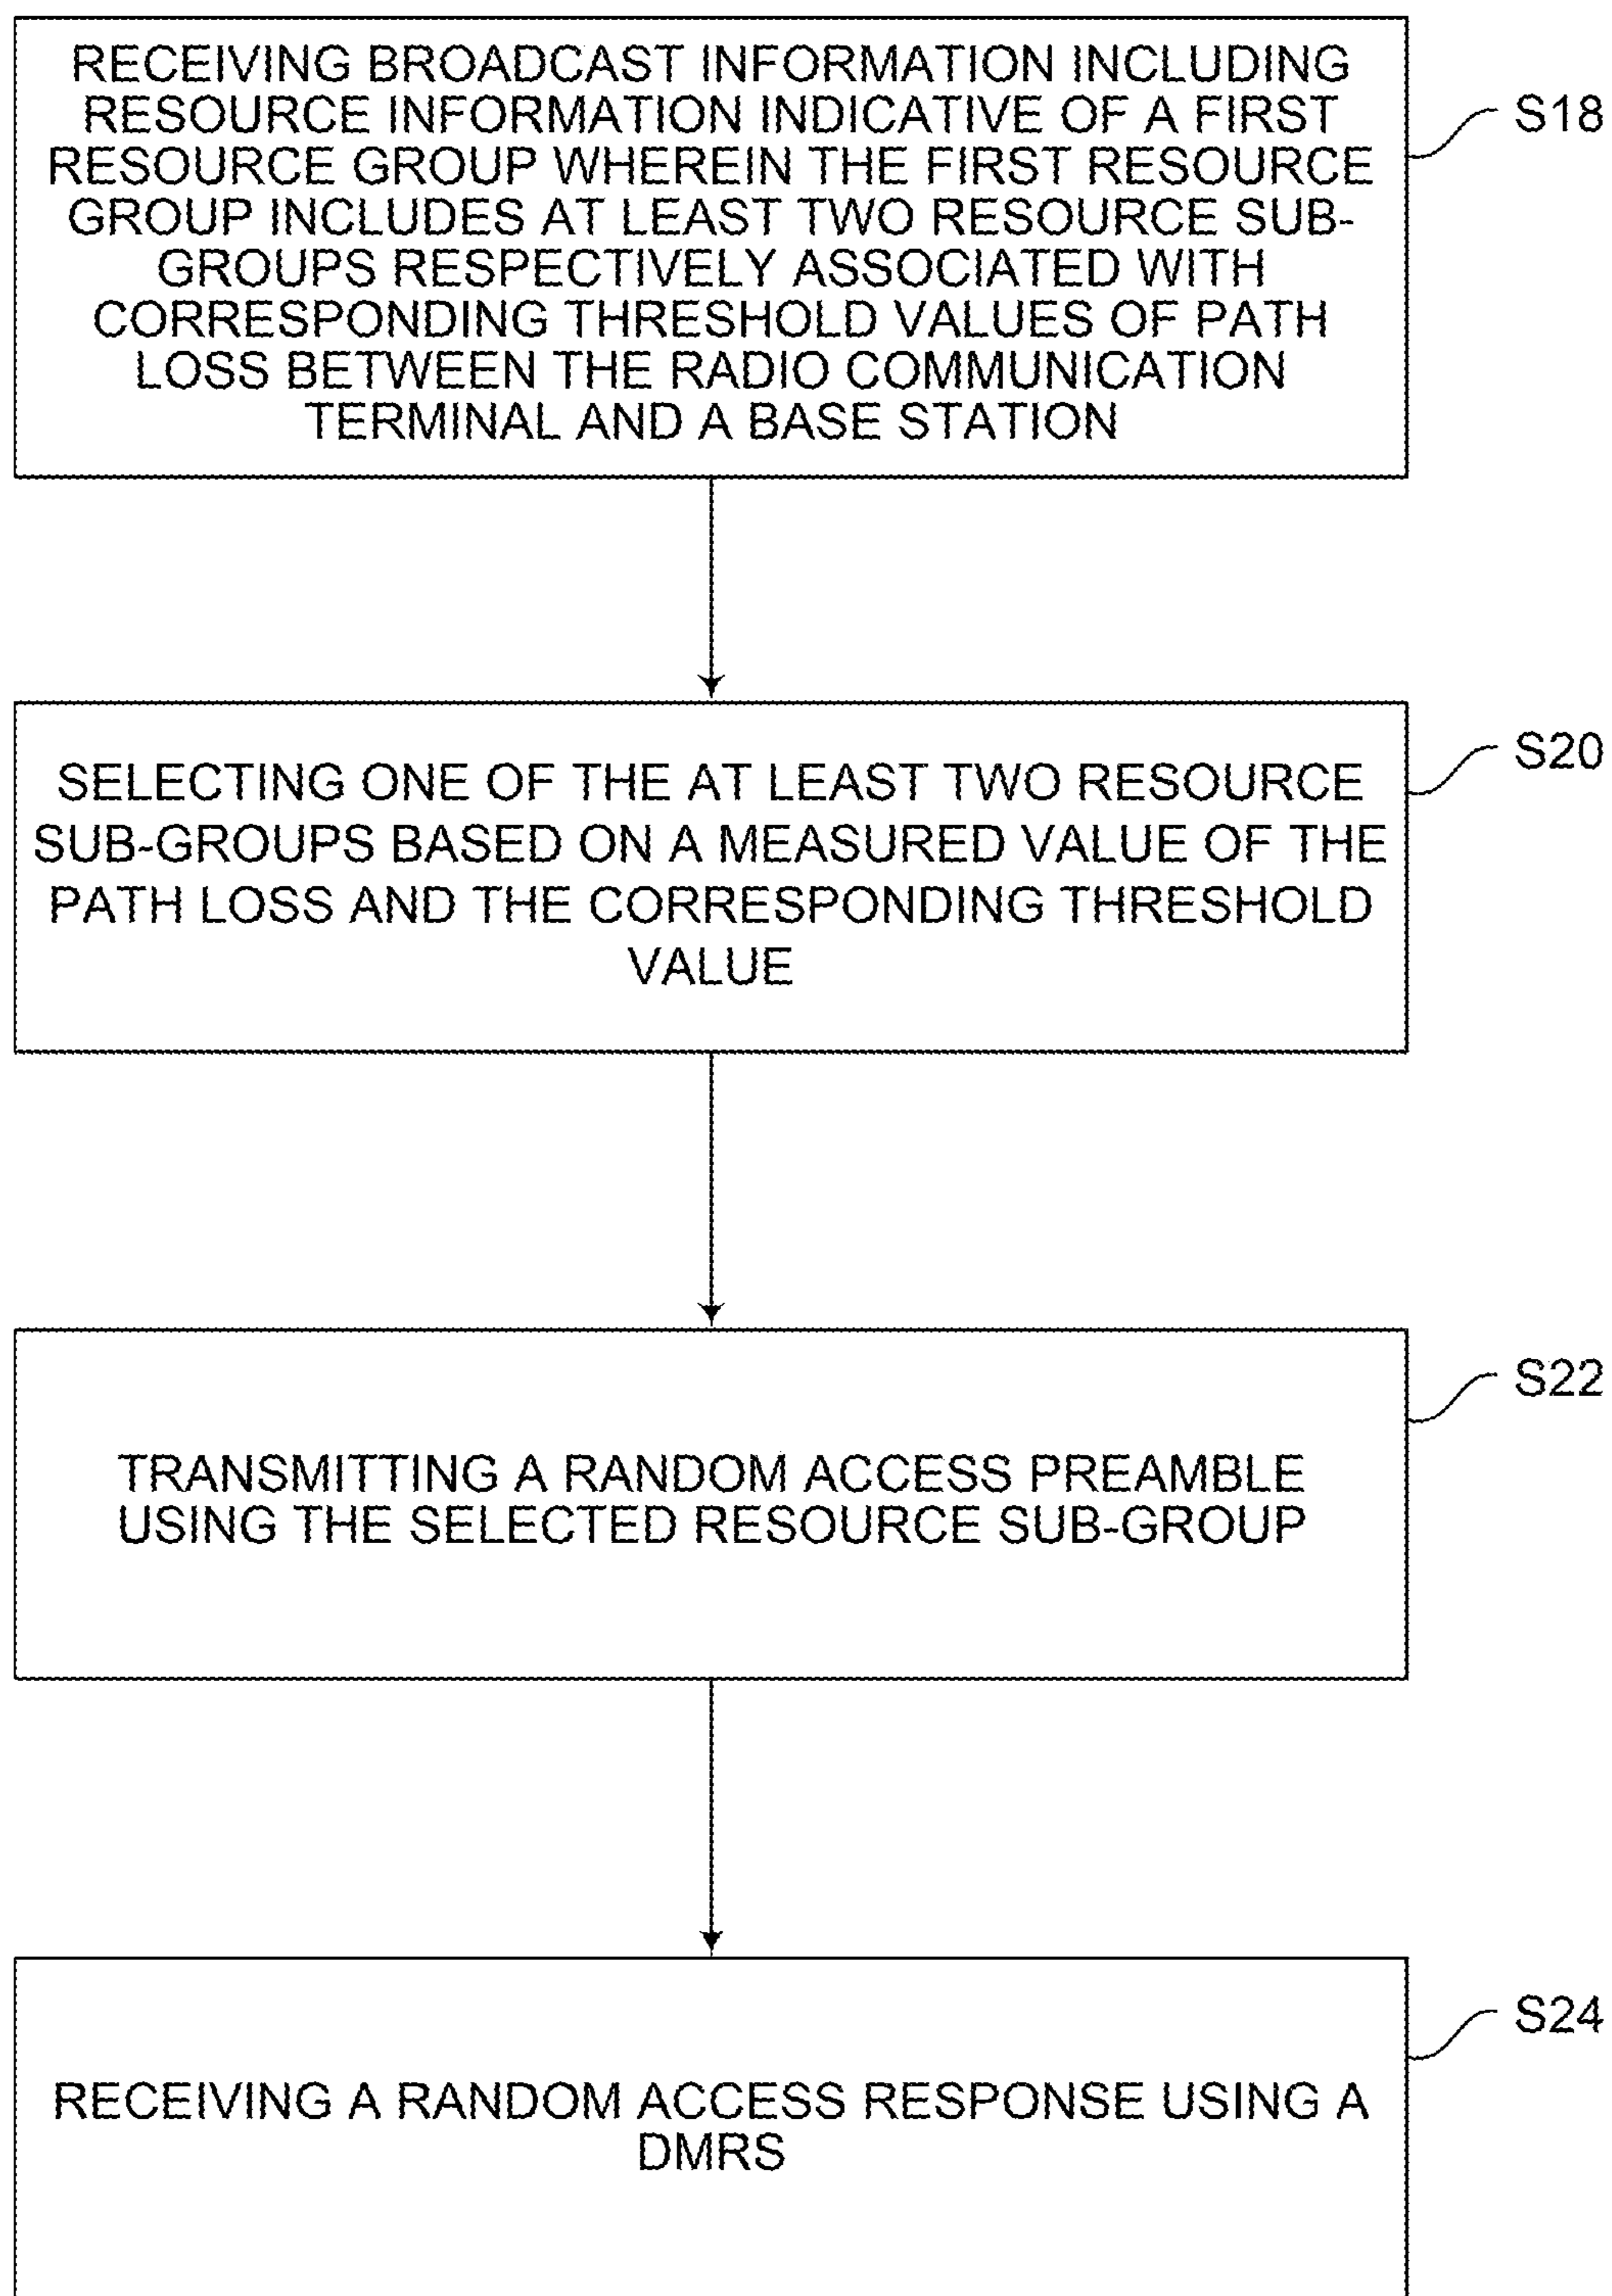 RECEIVING BROADCAST INFORMATION INCLUDING
RESOURCE INFORMATION INDICATIVE OF A FIRST
RESOURCE GROUP WHEREIN THE FIRST RESOURCE
GROUP INCLUDES AT LEAST TWO RESOURCE SUB-
GROUPS RESPECTIVELY ASSOCIATED WITH
CORRESPONDING THRESHOLD VALUES OF PATH
LOSS BETWEEN THE RADIO COMMUNICATION
TERMINAL AND A BASE STATION
S18
SELECTING ONE OF THE AT LEAST TWO RESOURCE
SUB-GROUPS BASED ON A MEASURED VALUE OF THE
PATH LOSS AND THE CORRESPONDING THRESHOLD
VALUE
S20
TRANSMITTING A RANDOM ACCESS PREAMBLE
USING THE SELECTED RESOURCE SUB-GROUP
S22
RECEIVING A RANDOM ACCESS RESPONSE USING A
DMRS
S24